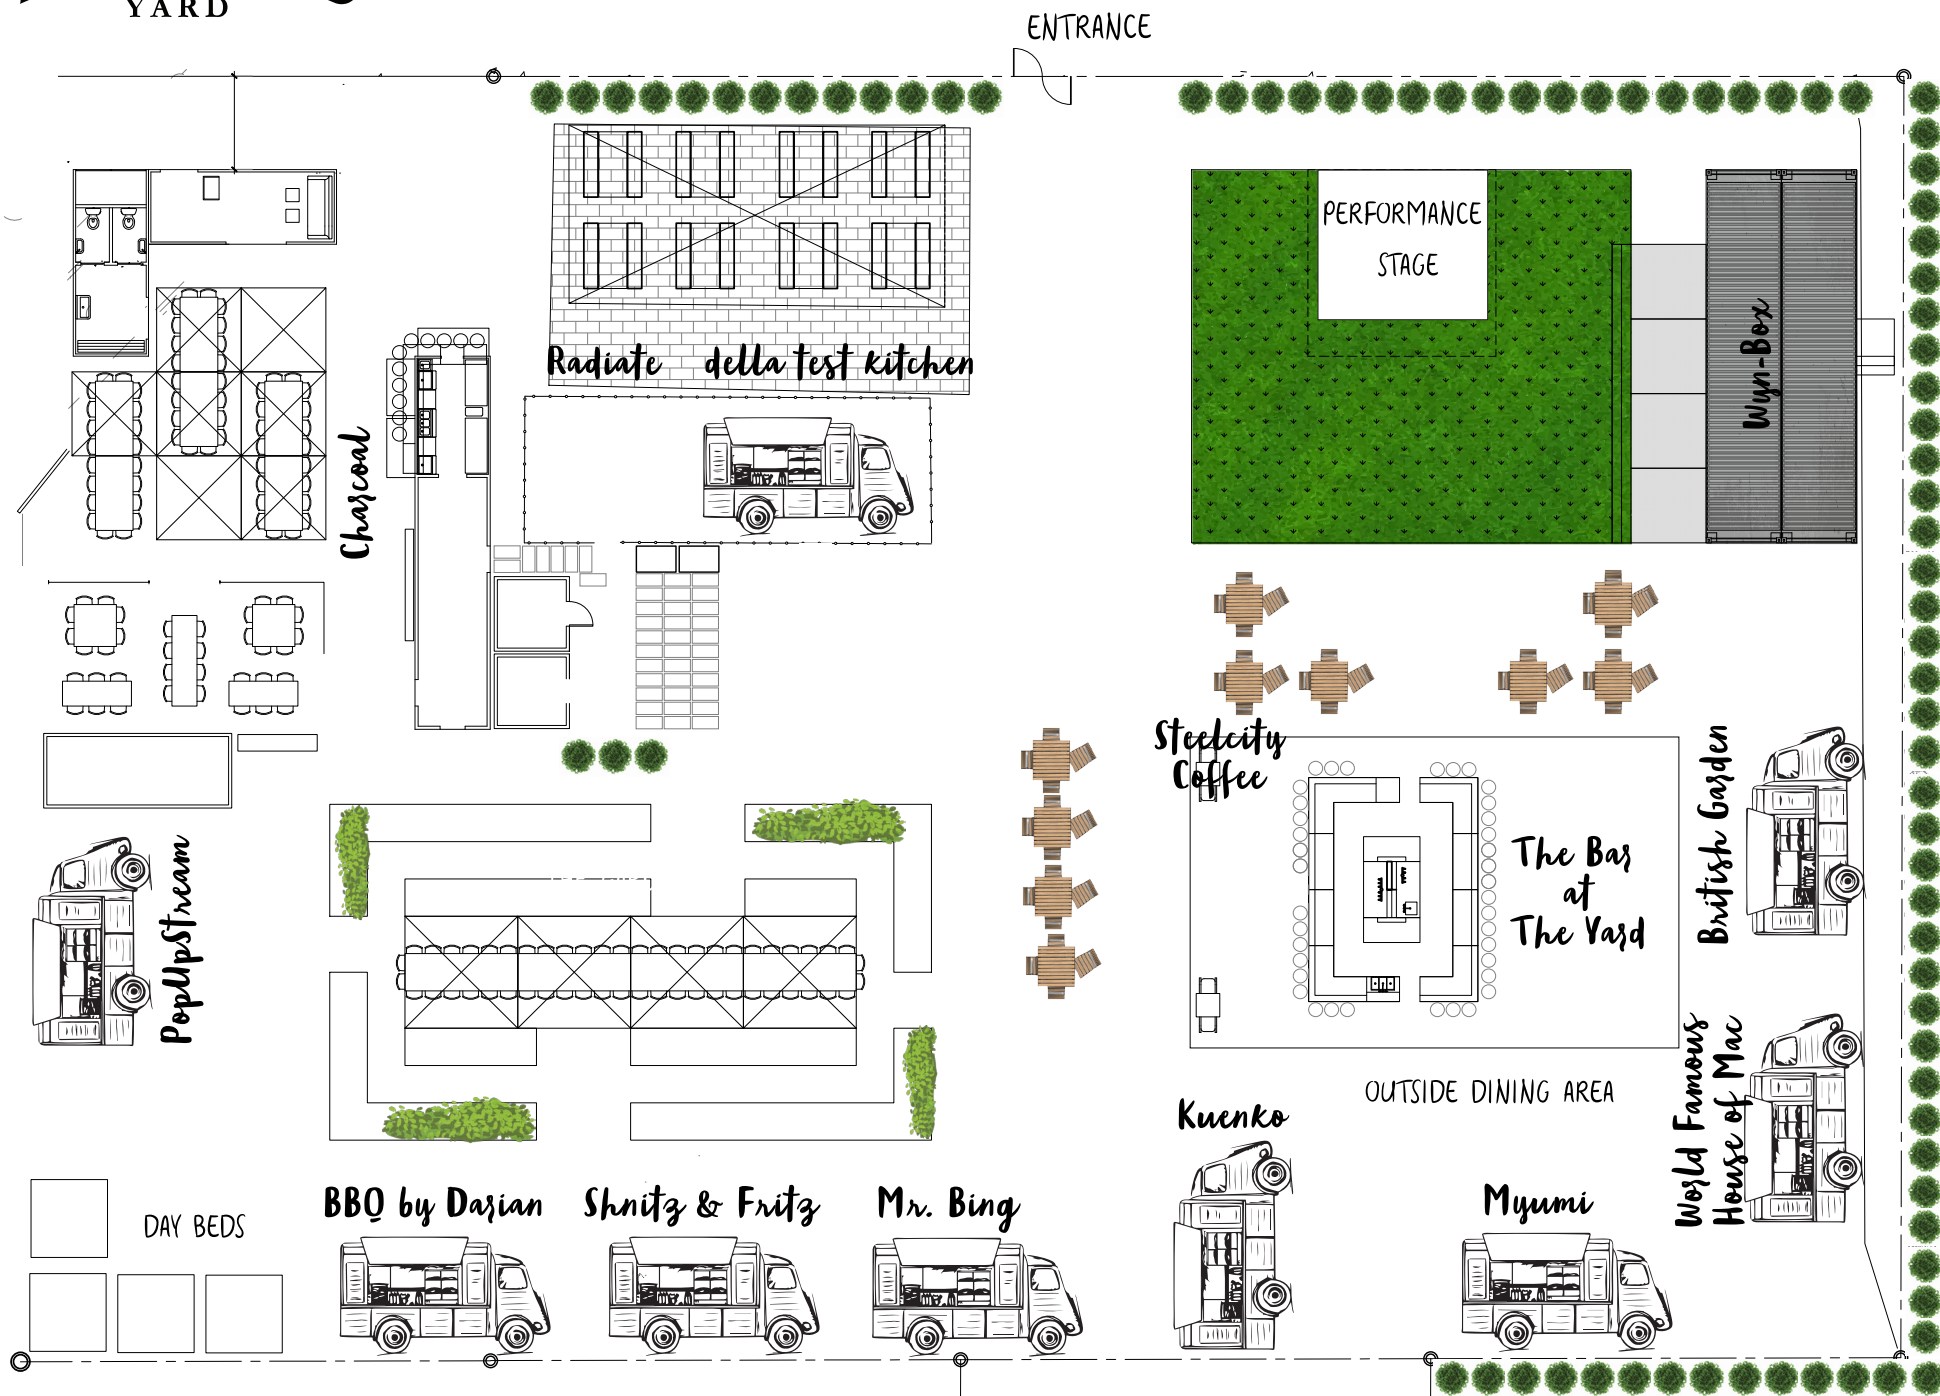 YARD
ENTRANCE
PERFORMANCE
STAGE
Radiate della test kitchen
Wyn-Box
Charcoal
Steelcity
Coffee
The Bar
at
The Yard
British Garden
PopUpStream
OUTSIDE DINING AREA
World Famous
House of Mac
Kuenko
BBQ by Darian
Shnitz & Fritz
Mr. Bing
Myumi
DAY BEDS